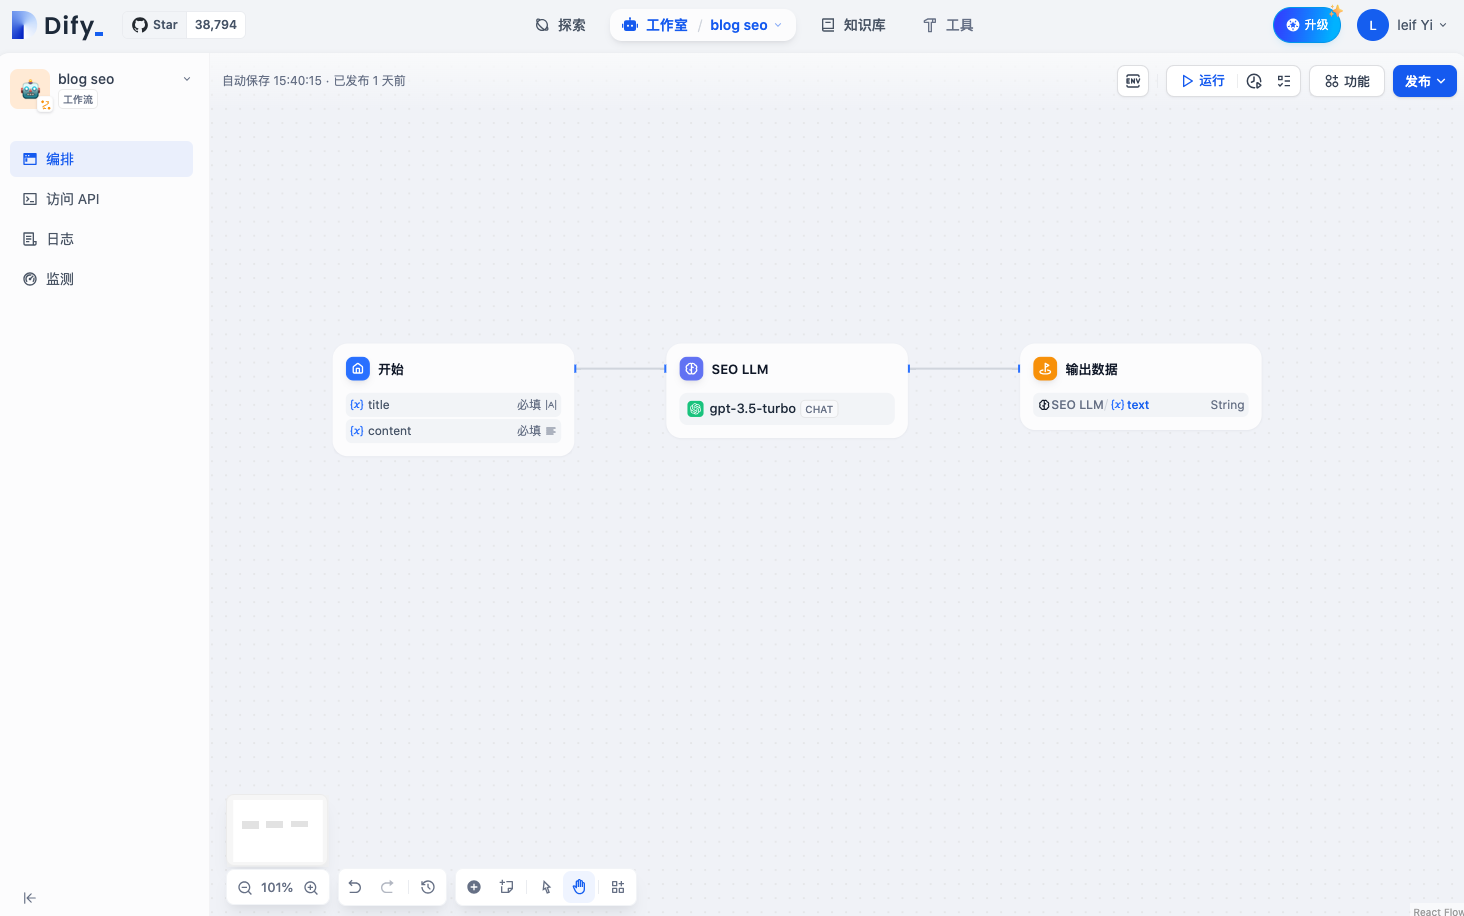 Dify_
Star 38,794
探索
工作室 / blog seo
知识库
工具
升级
L leif Yi
blog seo
工作流
自动保存 15:40:15 · 已发布 1 天前
ENV
运行
功能
发布
编排
访问 API
日志
监测
开始
{x} title 必填
{x} content 必填
SEO LLM
gpt-3.5-turbo CHAT
输出数据
SEO LLM / {x} text String
101%
React Flow